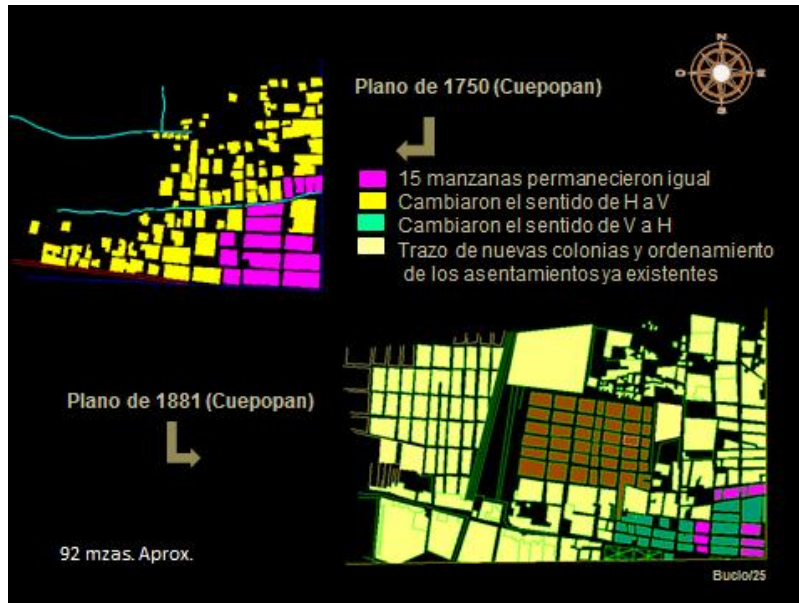 N
O
E
S
Plano de 1750 (Cuepopan)
15 manzanas permanecieron igual
Cambiaron el sentido de H a V
Cambiaron el sentido de V a H
Trazo de nuevas colonias y ordenamiento
de los asentamientos ya existentes
Plano de 1881 (Cuepopan)
92 mzas. Aprox.
Bucio/25